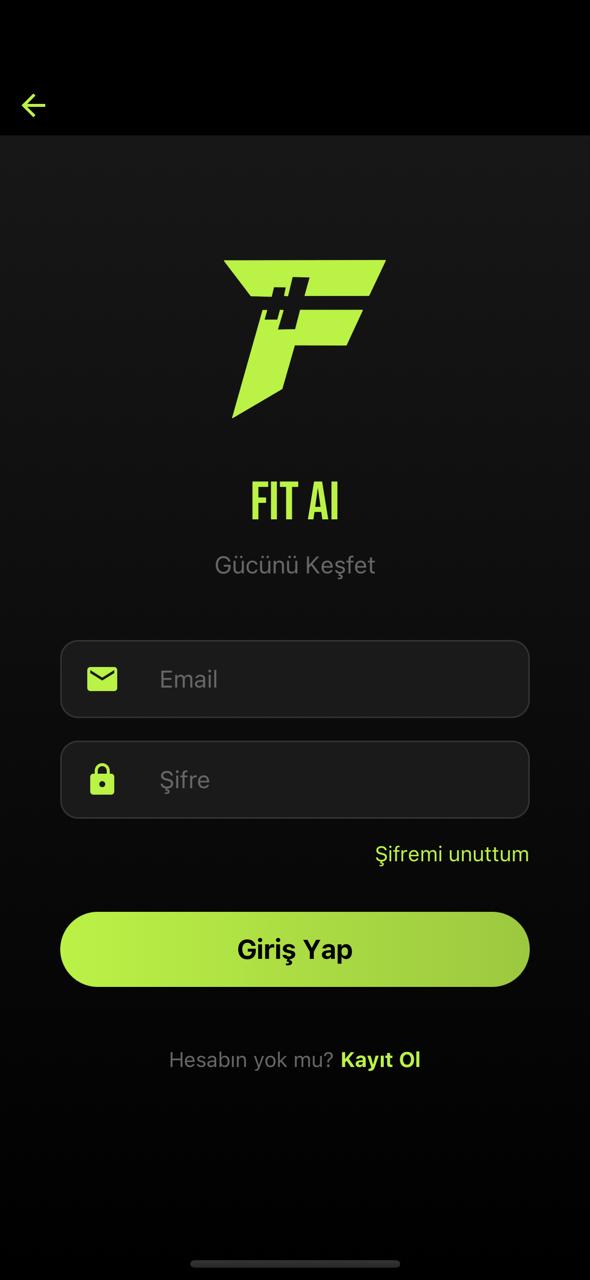 FIT AI
Gücünü Keşfet
Email
Şifre
Şifremi unuttum
Giriş Yap
Hesabın yok mu? Kayıt Ol